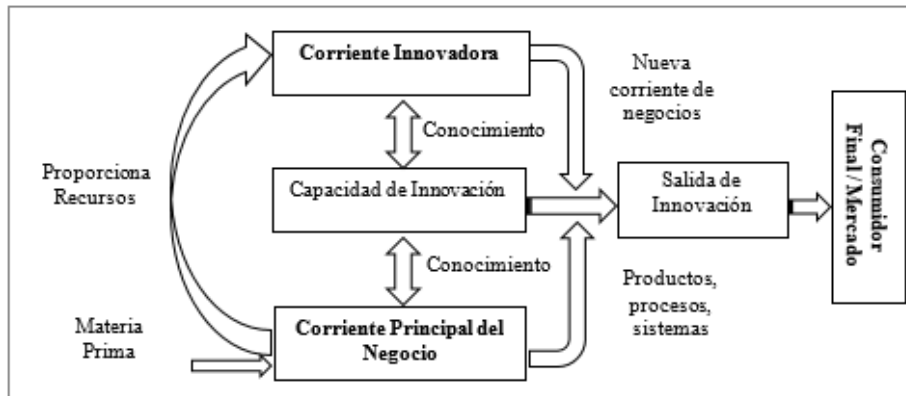 Corriente Innovadora
Nueva
corriente de
negocios
Conocimiento
Proporciona
Recursos
Capacidad de Innovación
Salida de
Innovación
Consumidor
Final / Mercado
Conocimiento
Productos,
procesos,
sistemas
Materia
Prima
Corriente Principal del
Negocio